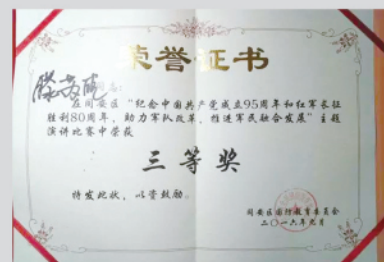 荣誉证书
同志：
在同安区“纪念中国共产党成立95周年和红军长征
胜利80周年，助力军队改革，推进军民融合发展”主题
演讲比赛中荣获
三等奖
特发此状，以资鼓励。
同安区国防教育委员会
二〇一六年九月